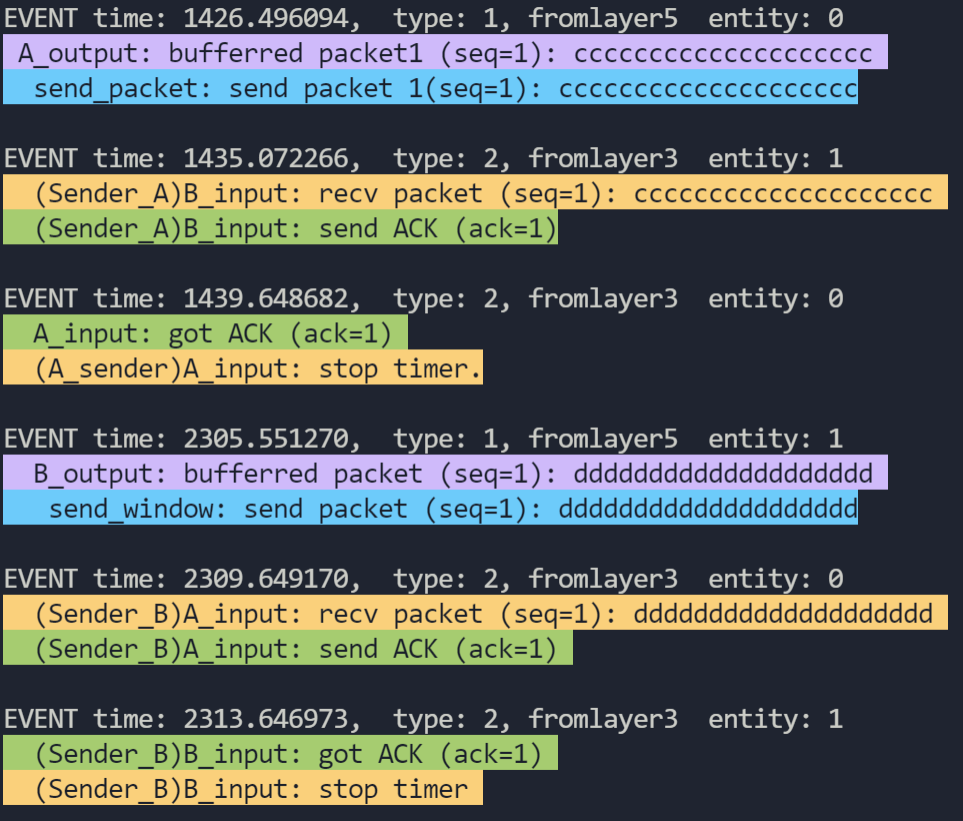 EVENT time: 1426.496094,  type: 1, fromlayer5  entity: 0
 A_output: bufferred packet1 (seq=1): cccccccccccccccccccc
  send_packet: send packet 1(seq=1): cccccccccccccccccccc
EVENT time: 1435.072266,  type: 2, fromlayer3  entity: 1
  (Sender_A)B_input: recv packet (seq=1): cccccccccccccccccccc
  (Sender_A)B_input: send ACK (ack=1)
EVENT time: 1439.648682,  type: 2, fromlayer3  entity: 0
  A_input: got ACK (ack=1)
  (A_sender)A_input: stop timer.
EVENT time: 2305.551270,  type: 1, fromlayer5  entity: 1
  B_output: bufferred packet (seq=1): dddddddddddddddddddd
   send_window: send packet (seq=1): dddddddddddddddddddd
EVENT time: 2309.649170,  type: 2, fromlayer3  entity: 0
  (Sender_B)A_input: recv packet (seq=1): dddddddddddddddddddd
  (Sender_B)A_input: send ACK (ack=1)
EVENT time: 2313.646973,  type: 2, fromlayer3  entity: 1
  (Sender_B)B_input: got ACK (ack=1)
  (Sender_B)B_input: stop timer